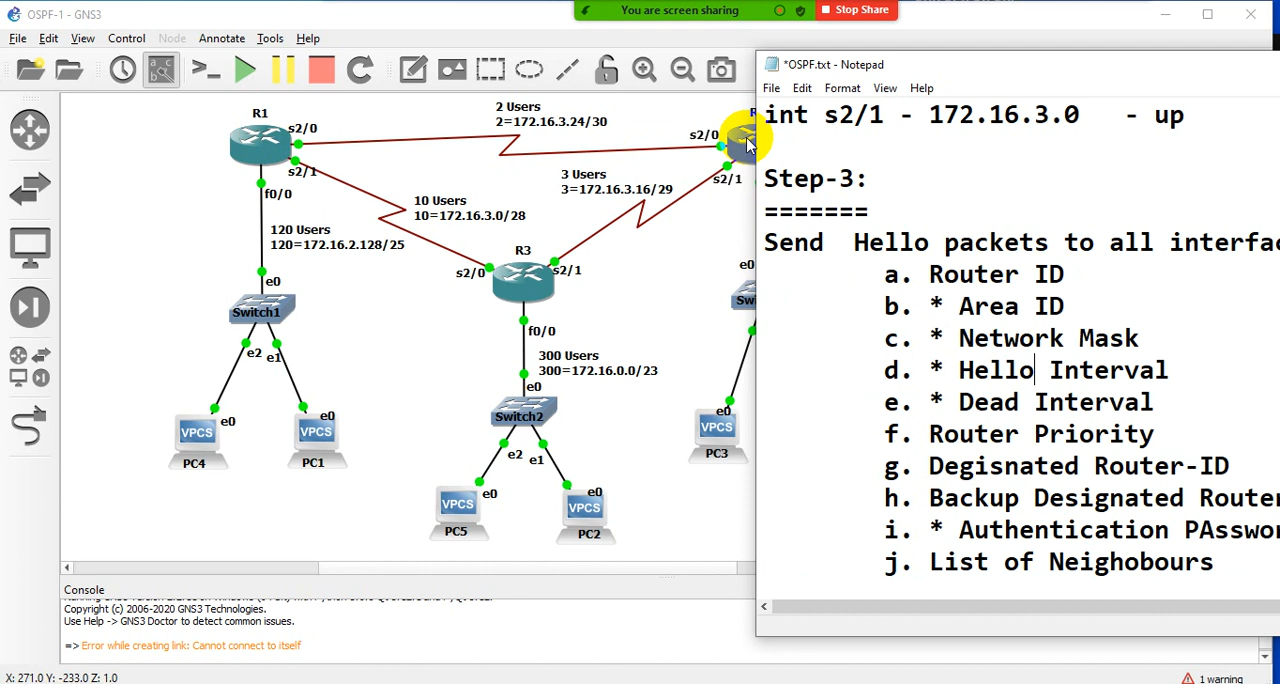 OSPF-1 - GNS3
You are screen sharing
Stop Share
File Edit View Control Node Annotate Tools Help
*OSPF.txt - Notepad
File Edit Format View Help
int s2/1 - 172.16.3.0 - up
Step-3:
=======
Send Hello packets to all
a. Router ID
b. * Area ID
c. * Network Mask
d. * Hello Interval
e. * Dead Interval
f. Router Priority
g. Degisnated Router-ID
h. Backup Designated
i. * Authentication
j. List of Neighobours
R1
s2/0
2 Users
2=172.16.3.24/30
s2/0
s2/1
f0/0
s2/1
3 Users
3=172.16.3.16/29
10 Users
10=172.16.3.0/28
120 Users
120=172.16.2.128/25
R3
s2/0
s2/1
e0
e0
Switch1
f0/0
e2 e1
300 Users
300=172.16.0.0/23
e0
Switch2
e0
e0
e0
VPCS
VPCS
VPCS
PC4
PC1
PC3
e2
e1
e0
e0
VPCS
VPCS
PC5
PC2
Console
Copyright (c) 2006-2020 GNS3 Technologies.
Use Help -> GNS3 Doctor to detect common issues.
=> Error while creating link: Cannot connect to itself
X: 271.0 Y: -233.0 Z: 1.0
1 warning